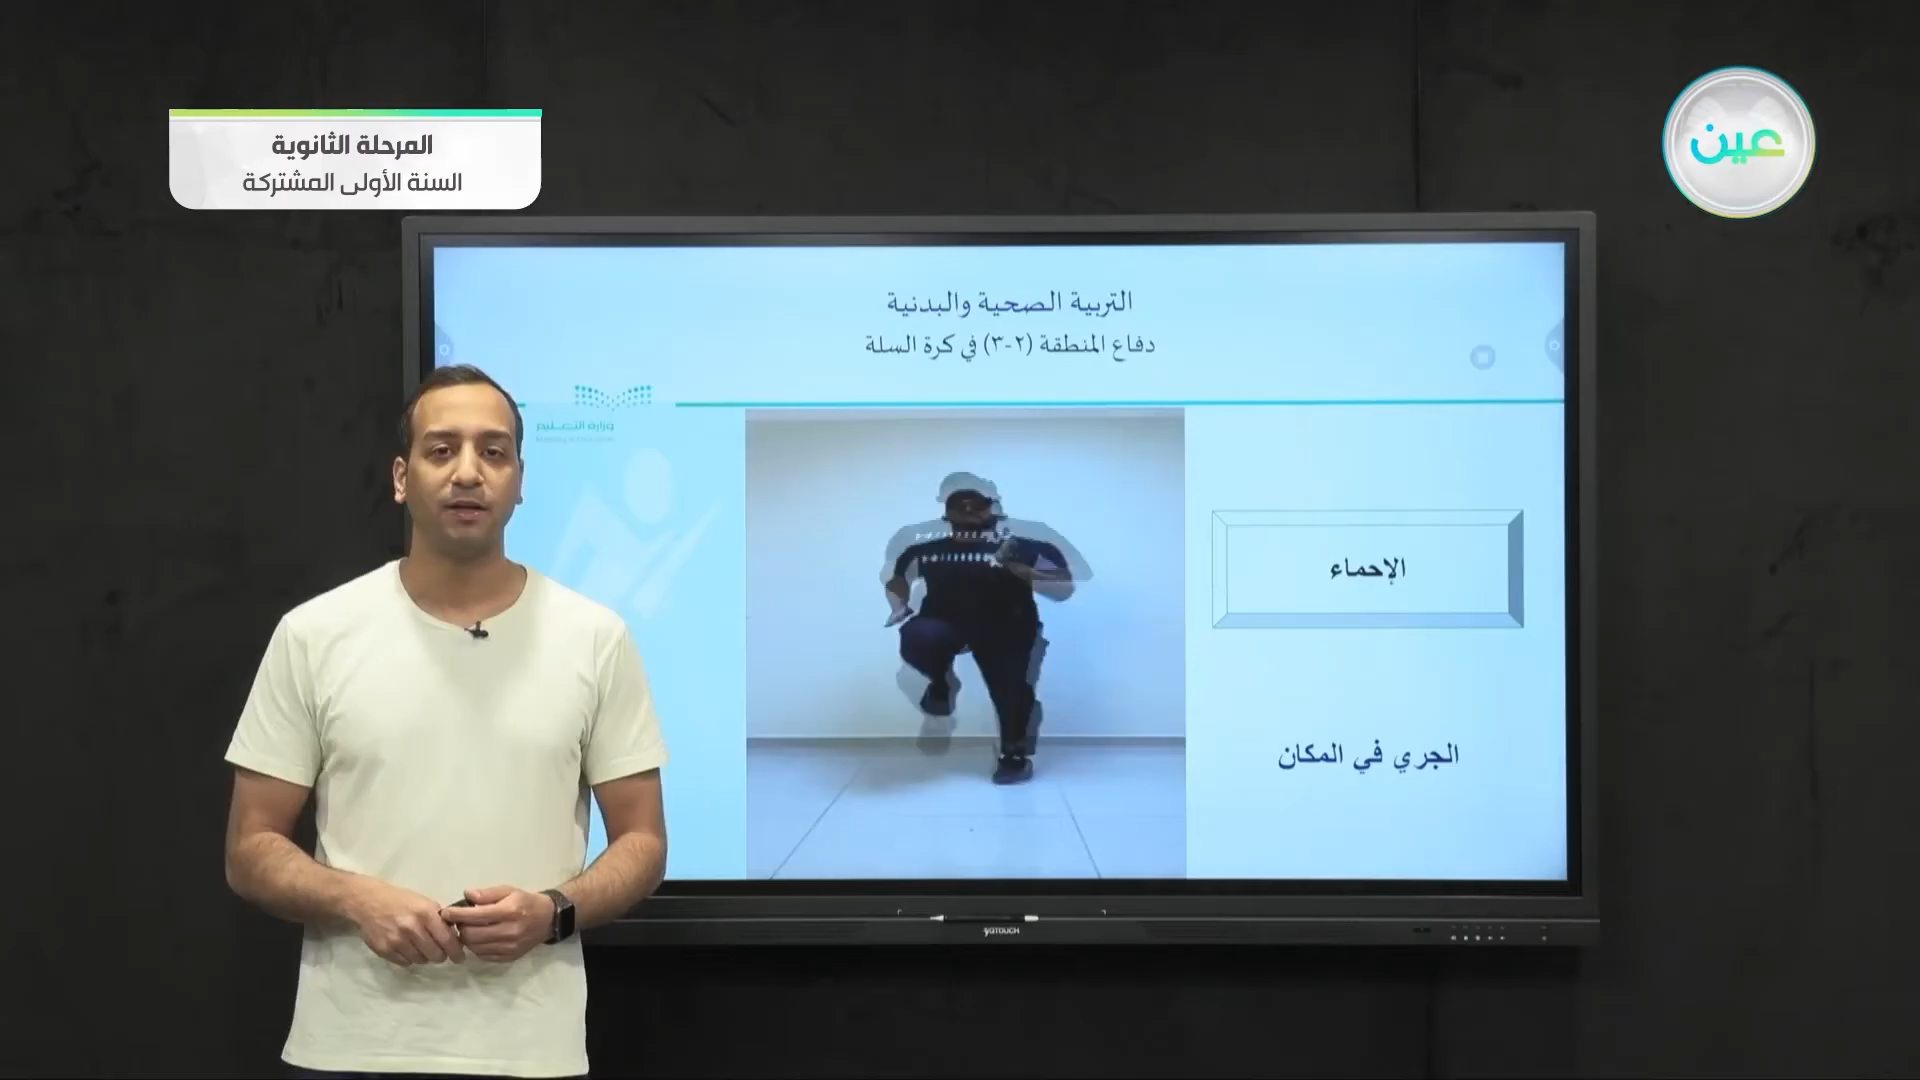 المرحلة الثانوية
السنة الأولى المشتركة
عين
التربية الصحية والبدنية
دفاع المنطقة (٢-٣) في كرة السلة
وزارة التعليم
الإحماء
الجري في المكان